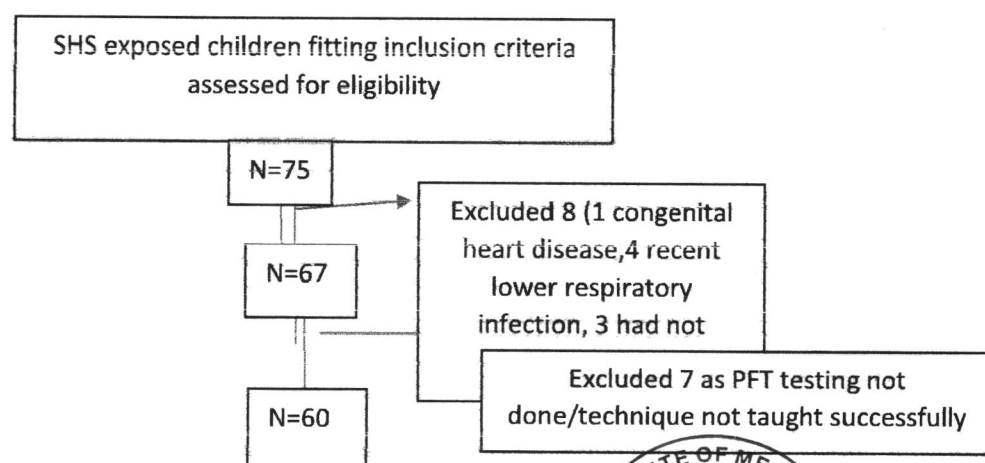 SHS exposed children fitting inclusion criteria
assessed for eligibility
N=75
Excluded 8 (1 congenital
heart disease,4 recent
lower respiratory
infection, 3 had not
N=67
Excluded 7 as PFT testing not
done/technique not taught successfully
N=60
OF